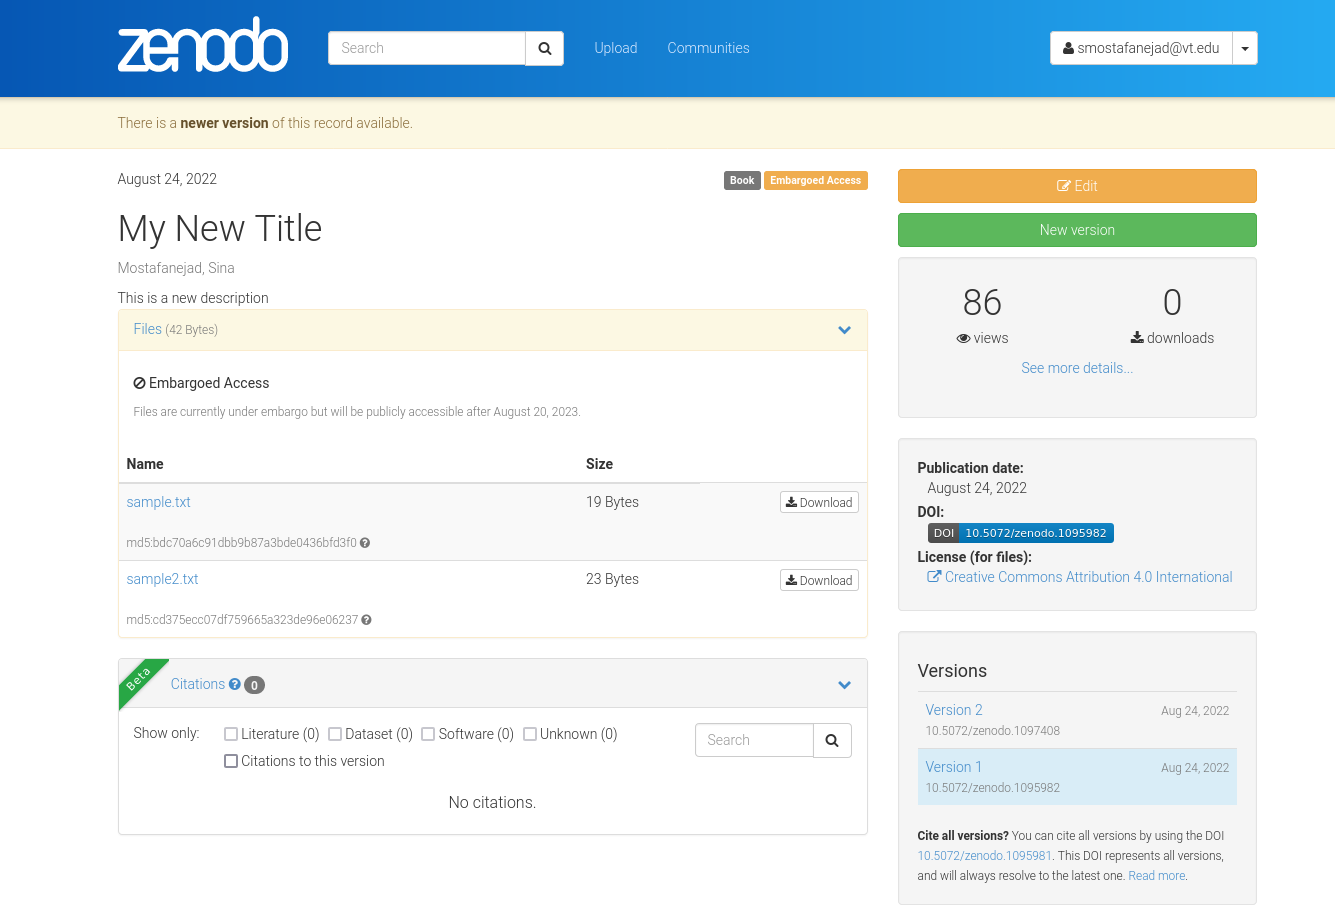 zenodo
Search
Upload
Communities
smostafanejad@vt.edu
There is a newer version of this record available.
August 24, 2022
Book
Embargoed Access
My New Title
Mostafanejad, Sina
This is a new description
Files (42 Bytes)
Embargoed Access
Files are currently under embargo but will be publicly accessible after August 20, 2023.
Name Size
sample.txt 19 Bytes Download
md5:bdc70a6c91dbb9b87a3bde0436bfd3f0
sample2.txt 23 Bytes Download
md5:cd375ecc07df759665a323de96e06237
Beta
Citations 0
Show only: Literature (0) Dataset (0) Software (0) Unknown (0)
Citations to this version
Search
No citations.
Edit
New version
86 0
views downloads
See more details...
Publication date:
August 24, 2022
DOI:
DOI 10.5072/zenodo.1095982
License (for files):
Creative Commons Attribution 4.0 International
Versions
Version 2 Aug 24, 2022
10.5072/zenodo.1097408
Version 1 Aug 24, 2022
10.5072/zenodo.1095982
Cite all versions? You can cite all versions by using the DOI
10.5072/zenodo.1095981. This DOI represents all versions,
and will always resolve to the latest one. Read more.